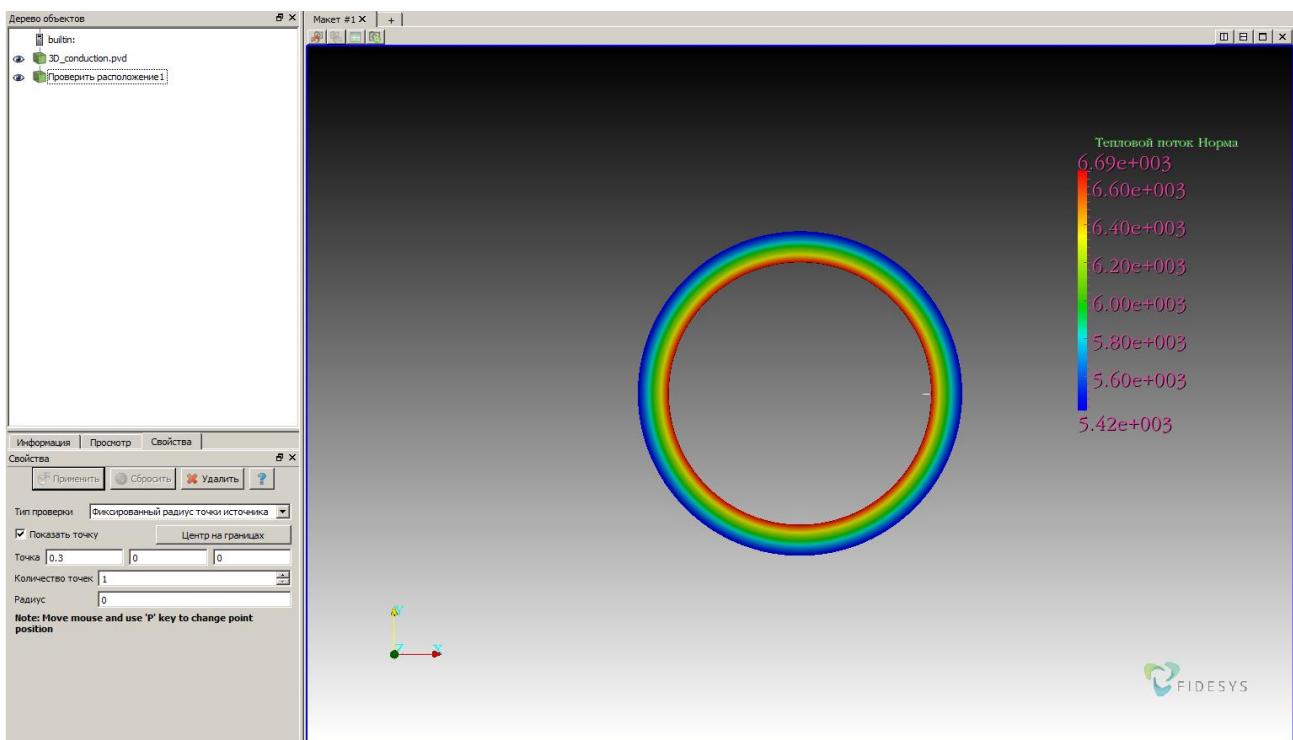 Дерево объектов
builtin:
3D_conduction.pvd
Проверить расположение1
Информация
Просмотр
Свойства
Свойства
Применить
Сбросить
Удалить
?
Тип проверки
Фиксированный радиус точки источника
Показать точку
Центр на границах
Точка
0.3
0
0
Количество точек
1
Радиус
0
Note: Move mouse and use 'P' key to change point
position
Макет #1
+
Тепловой поток Норма
6.69e+003
6.60e+003
6.40e+003
6.20e+003
6.00e+003
5.80e+003
5.60e+003
5.42e+003
Y
Z
X
FIDESYS